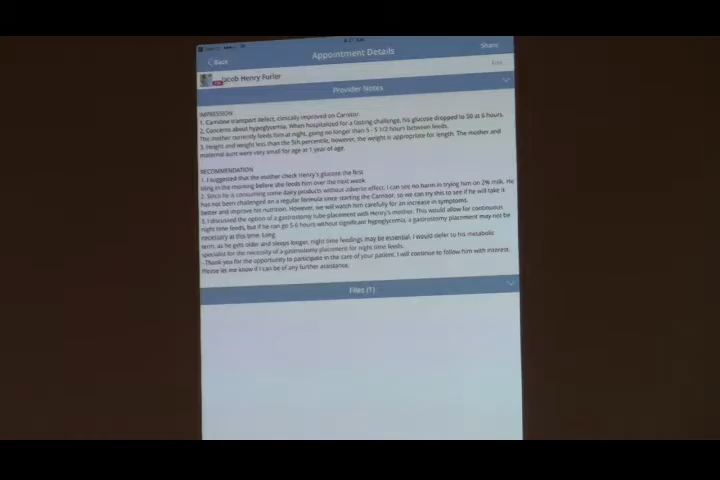 Back
Appointment Details
Share
Jacob Henry Furler
Provider Notes
IMPRESSION
1. Carnitine transport defect, clinically improved on Carnitor.
2. Concerns about hypoglycemia. When hospitalized for a fasting challenge, his glucose dropped to 50 at 6 hours.
The mother currently feeds him at night, going no longer than 5 - 5 1/2 hours between feeds.
3. Height and weight less than the 5th percentile, however, the weight is appropriate for length. The mother and
maternal aunt were very small for age at 1 year of age.
RECOMMENDATION
1. I suggested that the mother check Henry's glucose the first
thing in the morning before she feeds him over the next week.
2. Since he is consuming some dairy products without adverse effect, I can see no harm in trying him on 2% milk. He
has not been challenged on a regular formula since starting the Carnitor, so we can try this to see if he will take it
better and improve his nutrition. However, we will watch him carefully for an increase in symptoms.
3. I discussed the option of a gastrostomy tube placement with Henry's mother. This would allow for continuous
night time feeds, but if he can go 5-6 hours without significant hypoglycemia, a gastrostomy placement may not be
necessary at this time. Long
term, as he gets older and sleeps longer, night time feedings may be essential. I would defer to his metabolic
specialist for the necessity of a gastrostomy placement for night time feeds.
- Thank you for the opportunity to participate in the care of your patient. I will continue to follow him with interest.
Please let me know if I can be of any further assistance.
Files (1)